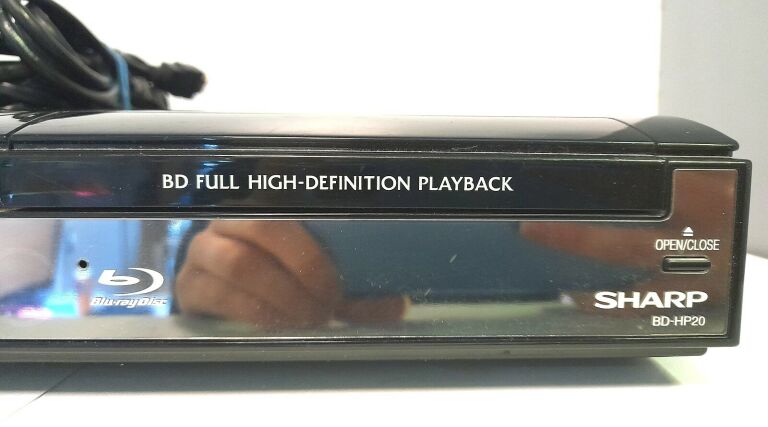 BD FULL HIGH-DEFINITION PLAYBACK
OPEN/CLOSE
Blu-ray Disc
SHARP
BD-HP20